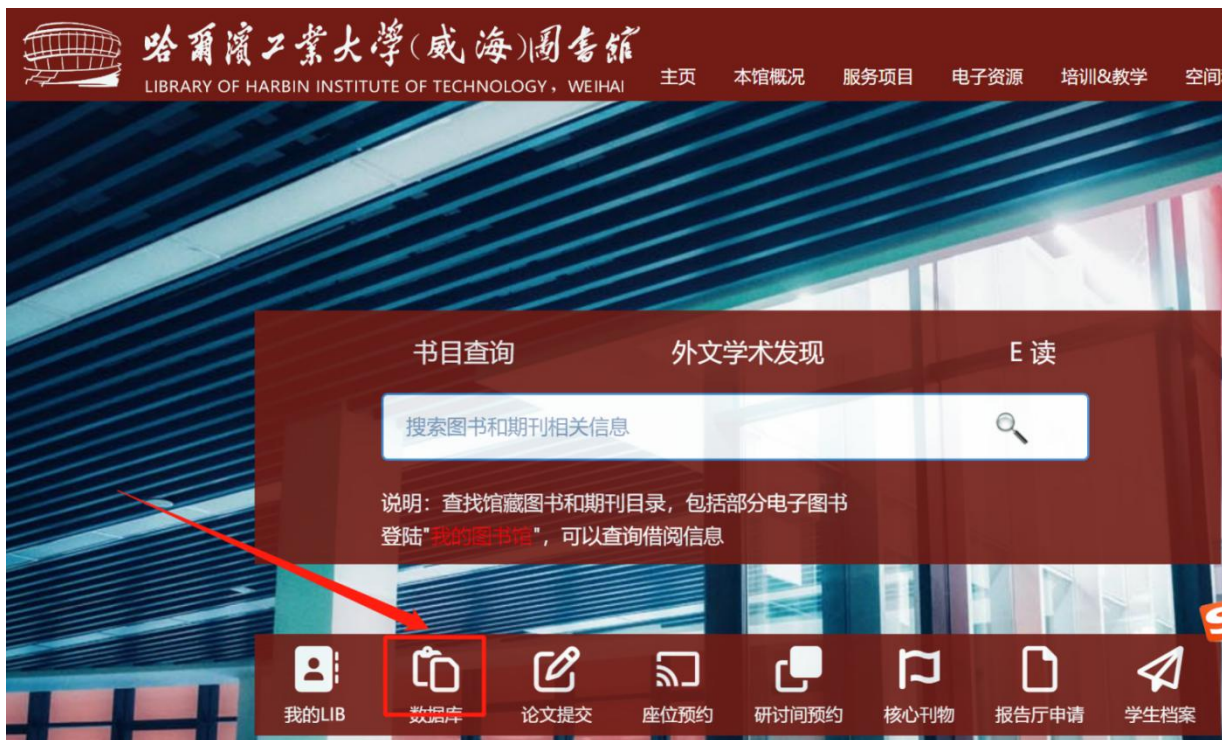 哈爾濱工業大學(威海)圖書館
LIBRARY OF HARBIN INSTITUTE OF TECHNOLOGY, WEIHAI
主页 本馆概况 服务项目 电子资源 培训&教学 空间
书目查询 外文学术发现 E 读
搜索图书和期刊相关信息
说明：查找馆藏图书和期刊目录，包括部分电子图书
登陆"我的图书馆"，可以查询借阅信息
我的LIB 数据库 论文提交 座位预约 研讨间预约 核心刊物 报告厅申请 学生档案